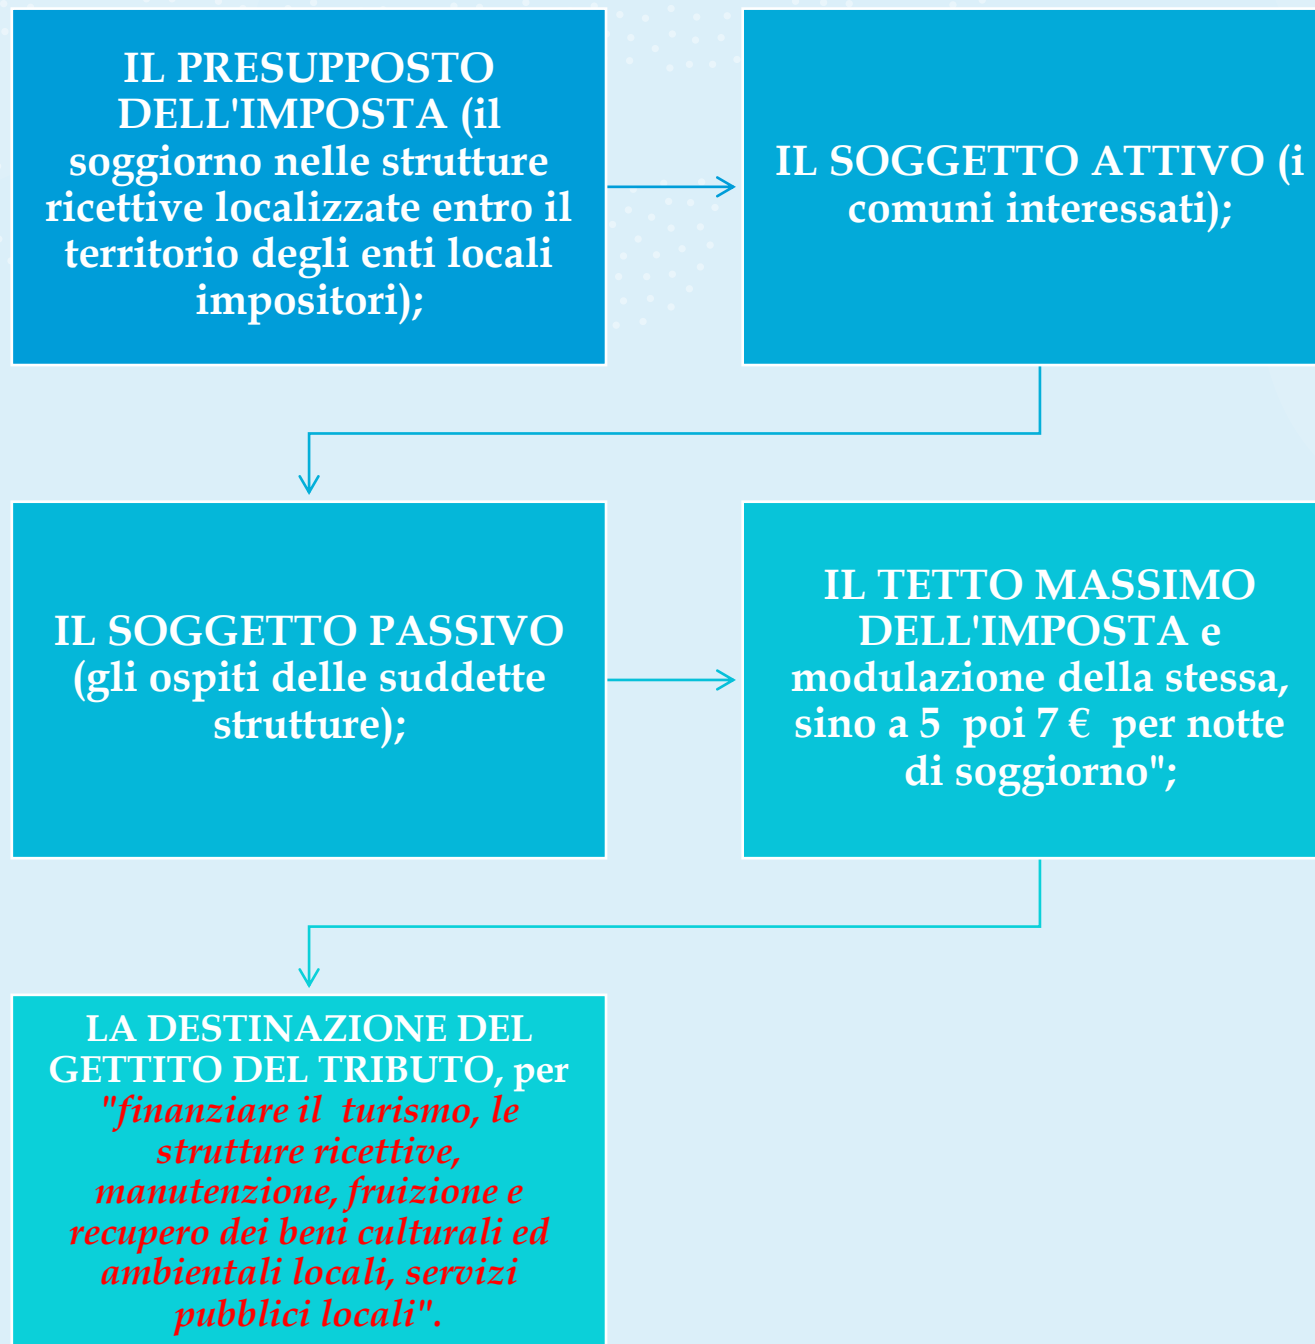 IL PRESUPPOSTO
DELL'IMPOSTA (il
soggiorno nelle strutture
ricettive localizzate entro il
territorio degli enti locali
impositori);
IL SOGGETTO ATTIVO (i
comuni interessati);
IL SOGGETTO PASSIVO
(gli ospiti delle suddette
strutture);
IL TETTO MASSIMO
DELL'IMPOSTA e
modulazione della stessa,
sino a 5 poi 7 € per notte
di soggiorno";
LA DESTINAZIONE DEL
GETTITO DEL TRIBUTO, per
"finanziare il turismo, le
strutture ricettive,
manutenzione, fruizione e
recupero dei beni culturali ed
ambientali locali, servizi
pubblici locali".